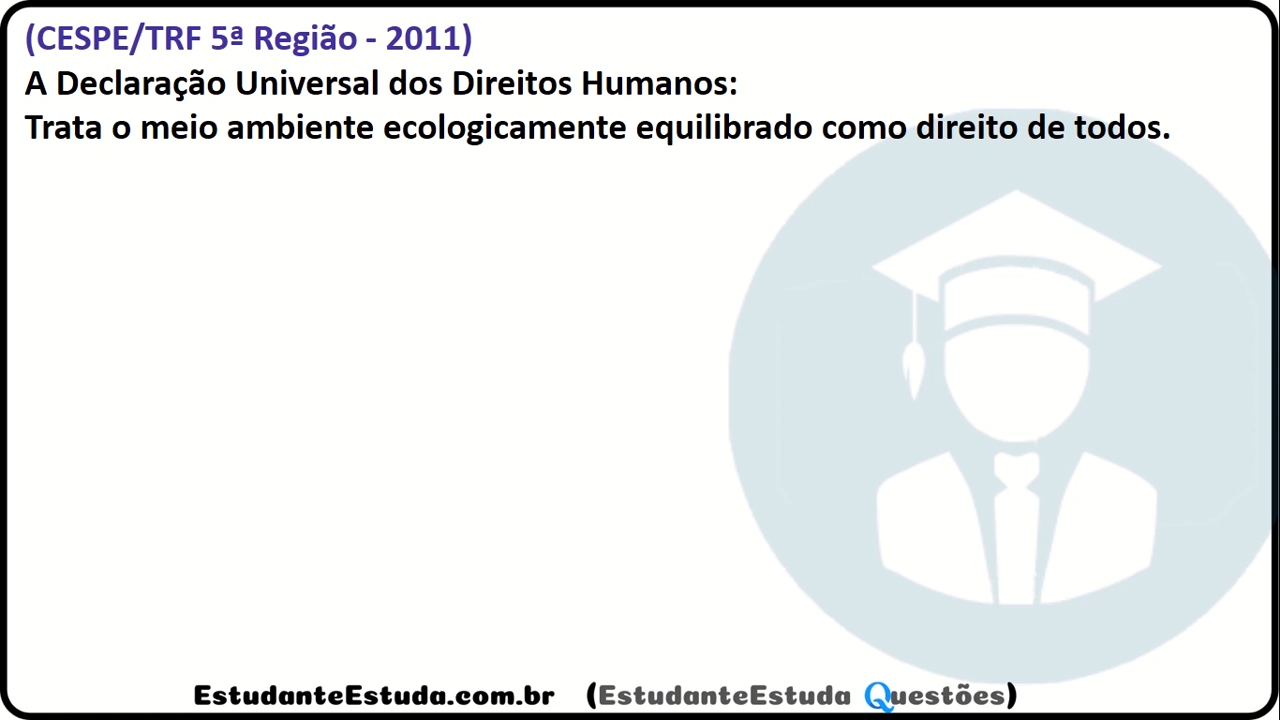 (CESPE/TRF 5ª Região - 2011)
A Declaração Universal dos Direitos Humanos:
Trata o meio ambiente ecologicamente equilibrado como direito de todos.
EstudanteEstuda.com.br (EstudanteEstuda Questões)